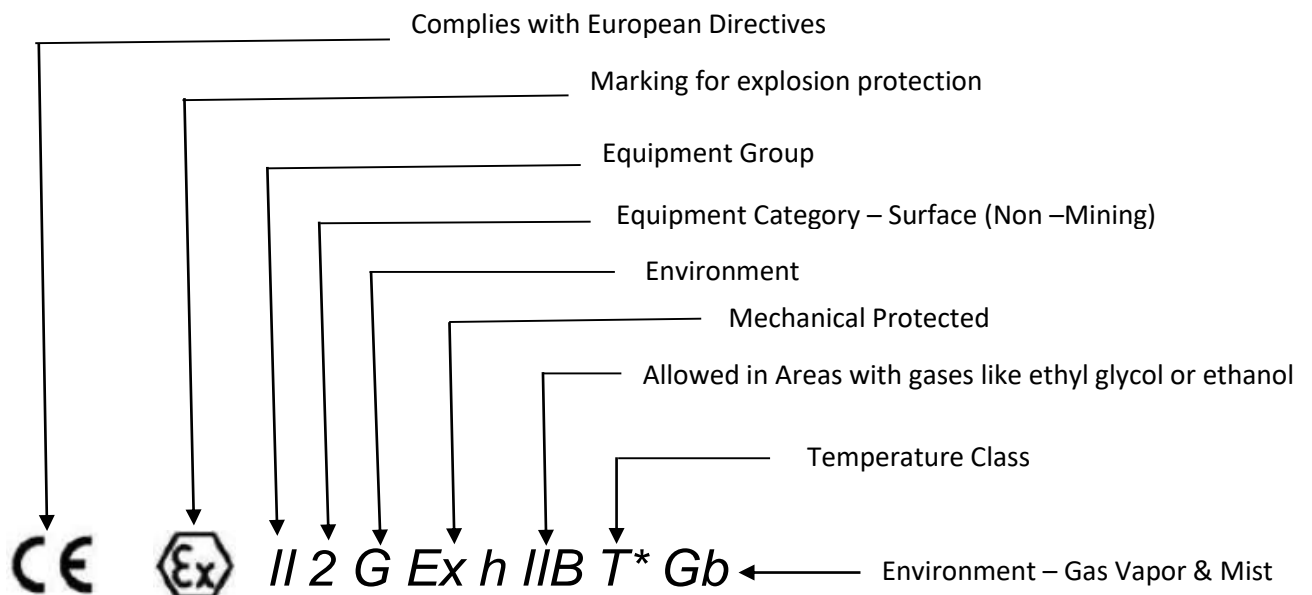 Complies with European Directives
Marking for explosion protection
Equipment Group
Equipment Category – Surface (Non –Mining)
Environment
Mechanical Protected
Allowed in Areas with gases like ethyl glycol or ethanol
Temperature Class
CE Ex II 2 G Ex h IIB T* Gb
Environment – Gas Vapor & Mist